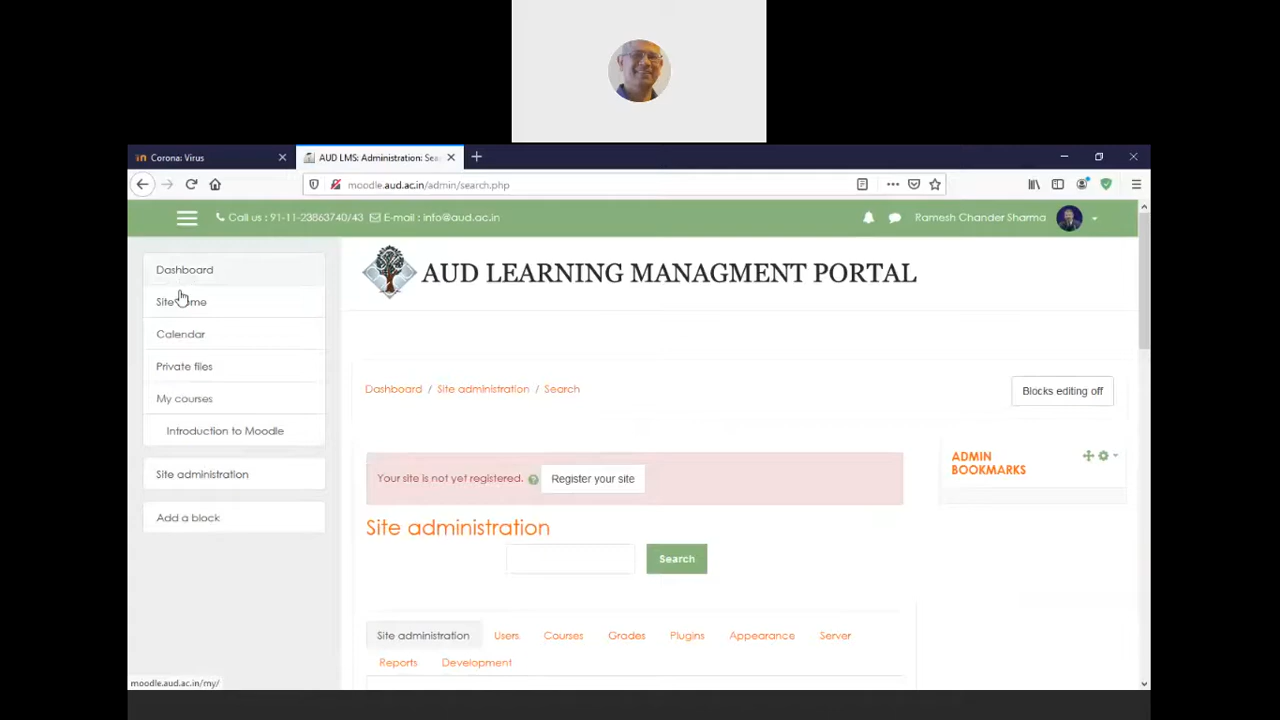 Corona: Virus
AUD LMS: Administration: Sea
moodle.aud.ac.in/admin/search.php
Call us : 91-11-23863740/43 E-mail : info@aud.ac.in
Ramesh Chander Sharma
Dashboard
Calendar
Private files
My courses
Introduction to Moodle
Site administration
Add a block
AUD LEARNING MANAGMENT PORTAL
Dashboard / Site administration / Search
Blocks editing off
Your site is not yet registered.
Register your site
ADMIN
BOOKMARKS
Site administration
Search
Site administration Users Courses Grades Plugins Appearance Server
Reports Development
moodle.aud.ac.in/my/